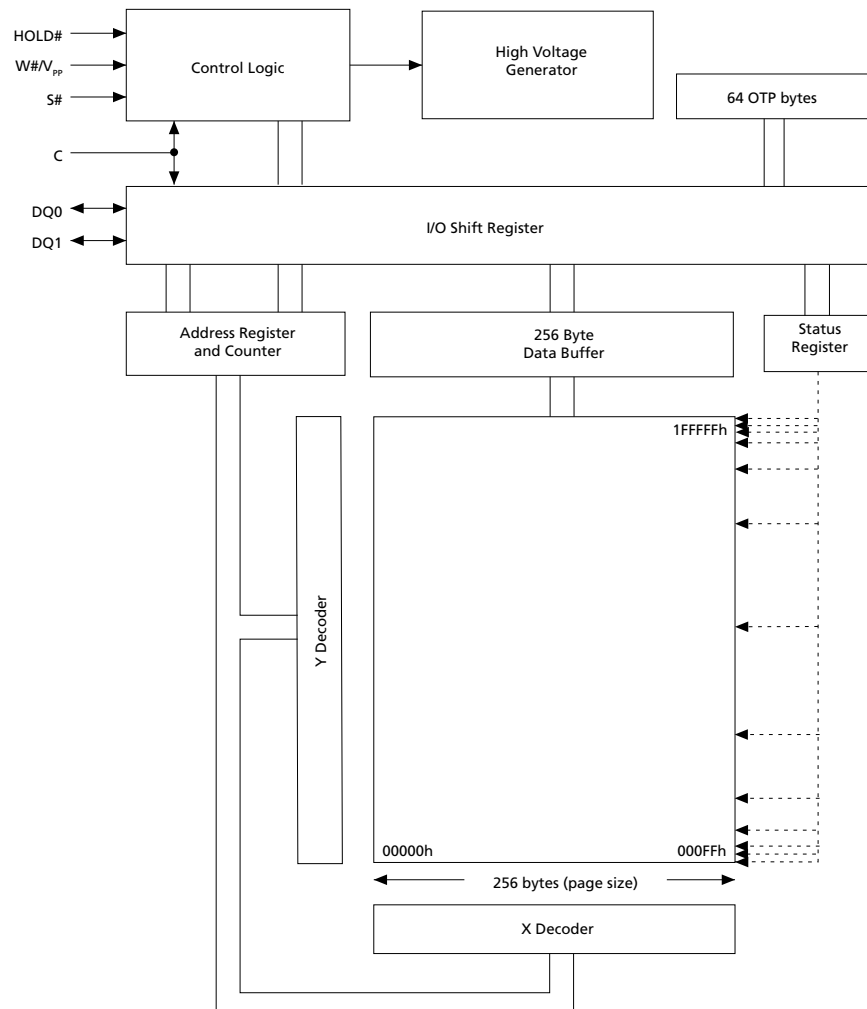 HOLD#
W#/VPP
S#
Control Logic
High Voltage
Generator
64 OTP bytes
C
DQ0
DQ1
I/O Shift Register
Address Register
and Counter
256 Byte
Data Buffer
Status
Register
1FFFFFh
Y Decoder
00000h
000FFh
256 bytes (page size)
X Decoder